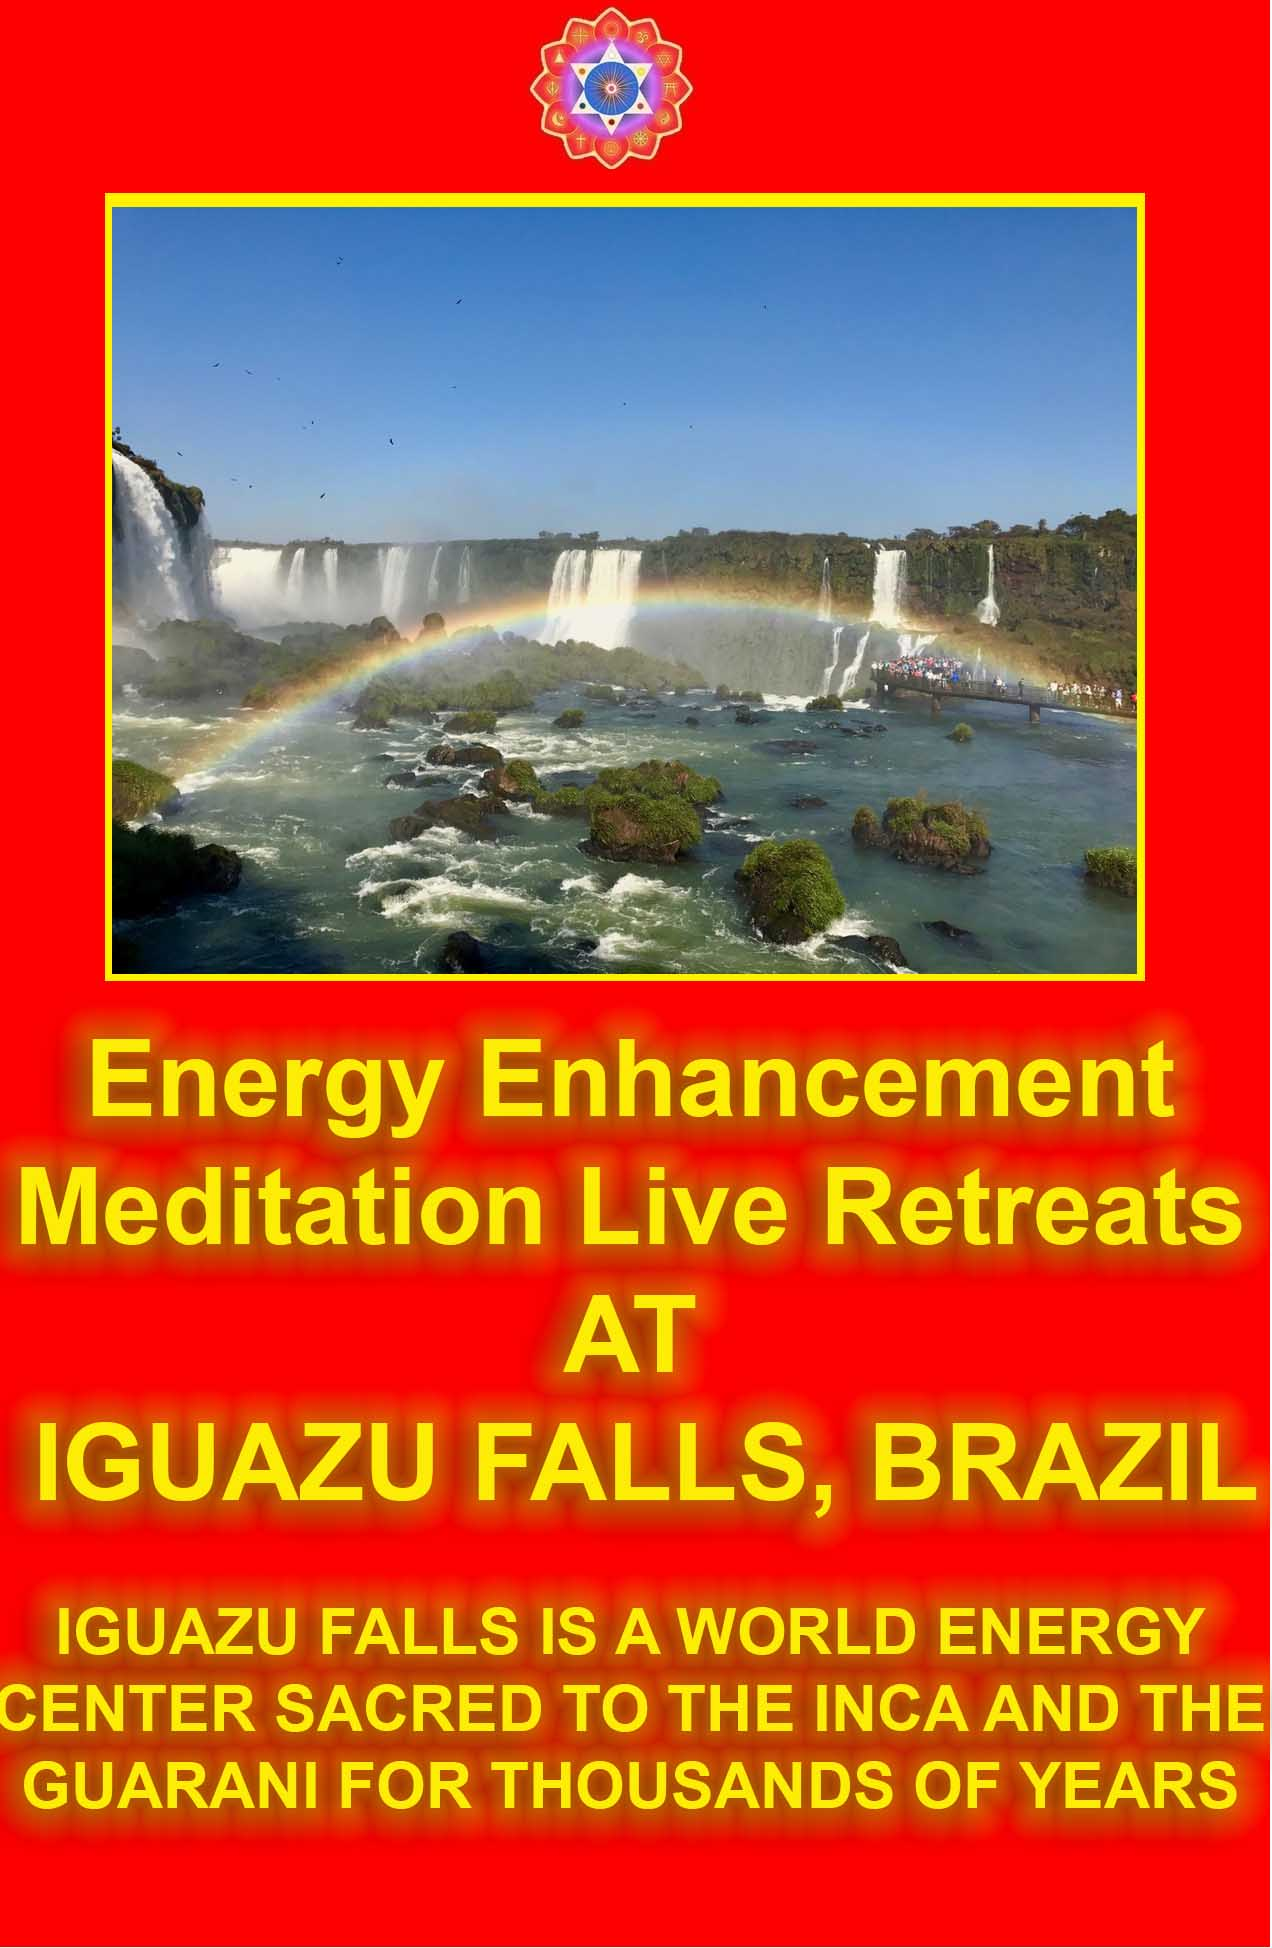 Energy Enhancement
Meditation Live Retreats
AT
IGUAZU FALLS, BRAZIL
IGUAZU FALLS IS A WORLD ENERGY
CENTER SACRED TO THE INCA AND THE
GUARANI FOR THOUSANDS OF YEARS